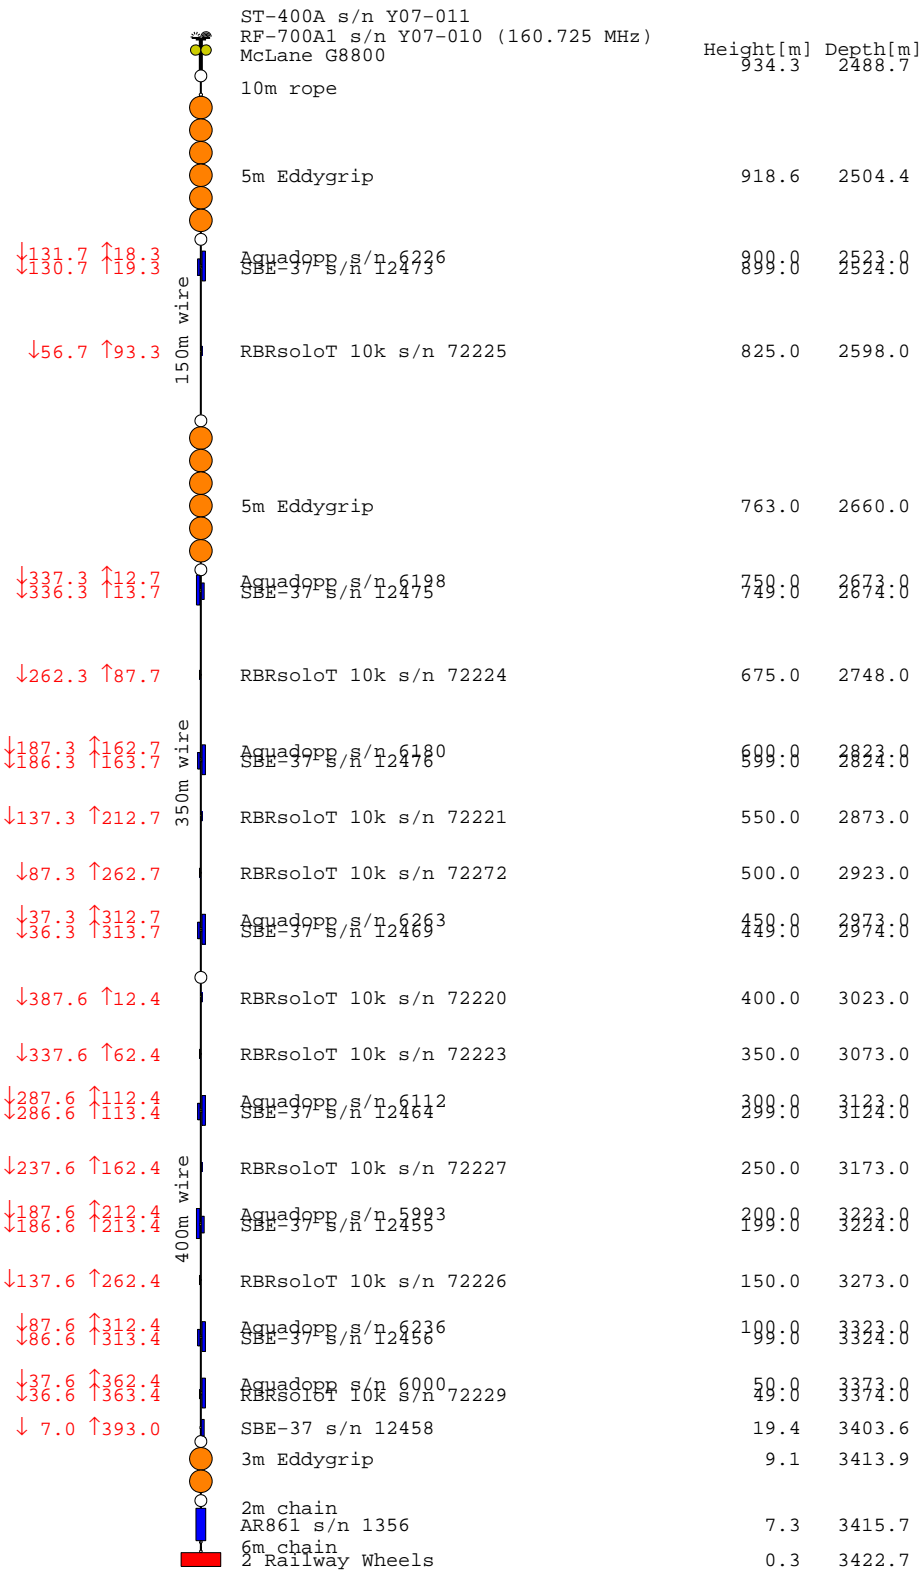 ST-400A s/n Y07-011
RF-700A1 s/n Y07-010 (160.725 MHz)
McLane G8800
Height[m] Depth[m]
934.3 2488.7
10m rope
5m Eddygrip 918.6 2504.4
↓131.7 ↑18.3 Aquadopp s/n 6226 900.0 2523.0
↓130.7 ↑19.3 SBE-37 s/n 12473 899.0 2524.0
150m wire
↓56.7 ↑93.3 RBRsoloT 10k s/n 72225 825.0 2598.0
5m Eddygrip 763.0 2660.0
↓337.3 ↑12.7 Aquadopp s/n 6198 750.0 2673.0
↓336.3 ↑13.7 SBE-37 s/n 12475 749.0 2674.0
↓262.3 ↑87.7 RBRsoloT 10k s/n 72224 675.0 2748.0
↓187.3 ↑162.7 Aquadopp s/n 6180 600.0 2823.0
↓186.3 ↑163.7 SBE-37 s/n 12476 599.0 2824.0
350m wire
↓137.3 ↑212.7 RBRsoloT 10k s/n 72221 550.0 2873.0
↓87.3 ↑262.7 RBRsoloT 10k s/n 72272 500.0 2923.0
↓37.3 ↑312.7 Aquadopp s/n 6263 450.0 2973.0
↓36.3 ↑313.7 SBE-37 s/n 12469 449.0 2974.0
↓387.6 ↑12.4 RBRsoloT 10k s/n 72220 400.0 3023.0
↓337.6 ↑62.4 RBRsoloT 10k s/n 72223 350.0 3073.0
↓287.6 ↑112.4 Aquadopp s/n 6112 300.0 3123.0
↓286.6 ↑113.4 SBE-37 s/n 12464 299.0 3124.0
↓237.6 ↑162.4 RBRsoloT 10k s/n 72227 250.0 3173.0
400m wire
↓187.6 ↑212.4 Aquadopp s/n 5993 200.0 3223.0
↓186.6 ↑213.4 SBE-37 s/n 12455 199.0 3224.0
↓137.6 ↑262.4 RBRsoloT 10k s/n 72226 150.0 3273.0
↓87.6 ↑312.4 Aquadopp s/n 6236 100.0 3323.0
↓86.6 ↑313.4 SBE-37 s/n 12456 99.0 3324.0
↓37.6 ↑362.4 Aquadopp s/n 6000 50.0 3373.0
↓36.6 ↑363.4 RBRsoloT 10k s/n 72229 49.0 3374.0
↓ 7.0 ↑393.0 SBE-37 s/n 12458 19.4 3403.6
3m Eddygrip 9.1 3413.9
2m chain
AR861 s/n 1356 7.3 3415.7
6m chain
2 Railway Wheels 0.3 3422.7